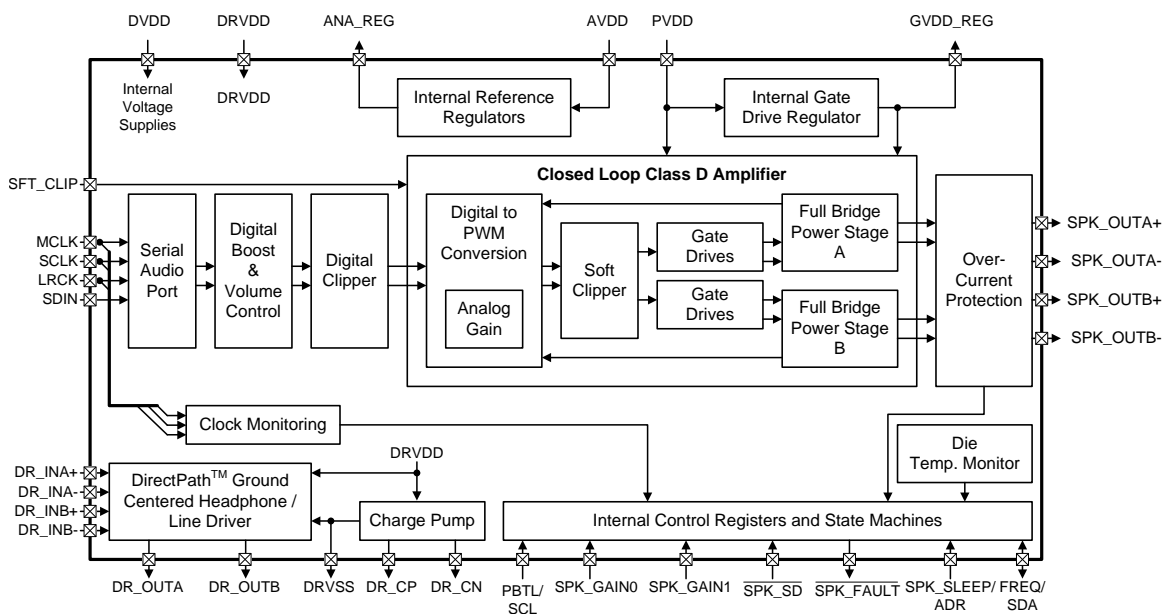 DVDD
DRVDD
ANA_REG
AVDD
PVDD
GVDD_REG
Internal
Voltage
Supplies
DRVDD
Internal Reference
Regulators
Internal Gate
Drive Regulator
SFT_CLIP
Closed Loop Class D Amplifier
MCLK
SCLK
LRCK
SDIN
Serial
Audio
Port
Digital
Boost
&
Volume
Control
Digital
Clipper
Digital to
PWM
Conversion
Analog
Gain
Soft
Clipper
Gate
Drives
Gate
Drives
Full Bridge
Power Stage
A
Full Bridge
Power Stage
B
Over-
Current
Protection
SPK_OUTA+
SPK_OUTA-
SPK_OUTB+
SPK_OUTB-
Clock Monitoring
Die
Temp. Monitor
DR_INA+
DR_INA-
DR_INB+
DR_INB-
DirectPath™ Ground
Centered Headphone /
Line Driver
DRVDD
Charge Pump
Internal Control Registers and State Machines
DR_OUTA
DR_OUTB
DRVSS
DR_CP
DR_CN
PBTL/
SCL
SPK_GAIN0
SPK_GAIN1
SPK_SD
SPK_FAULT
SPK_SLEEP/
ADR
FREQ/
SDA